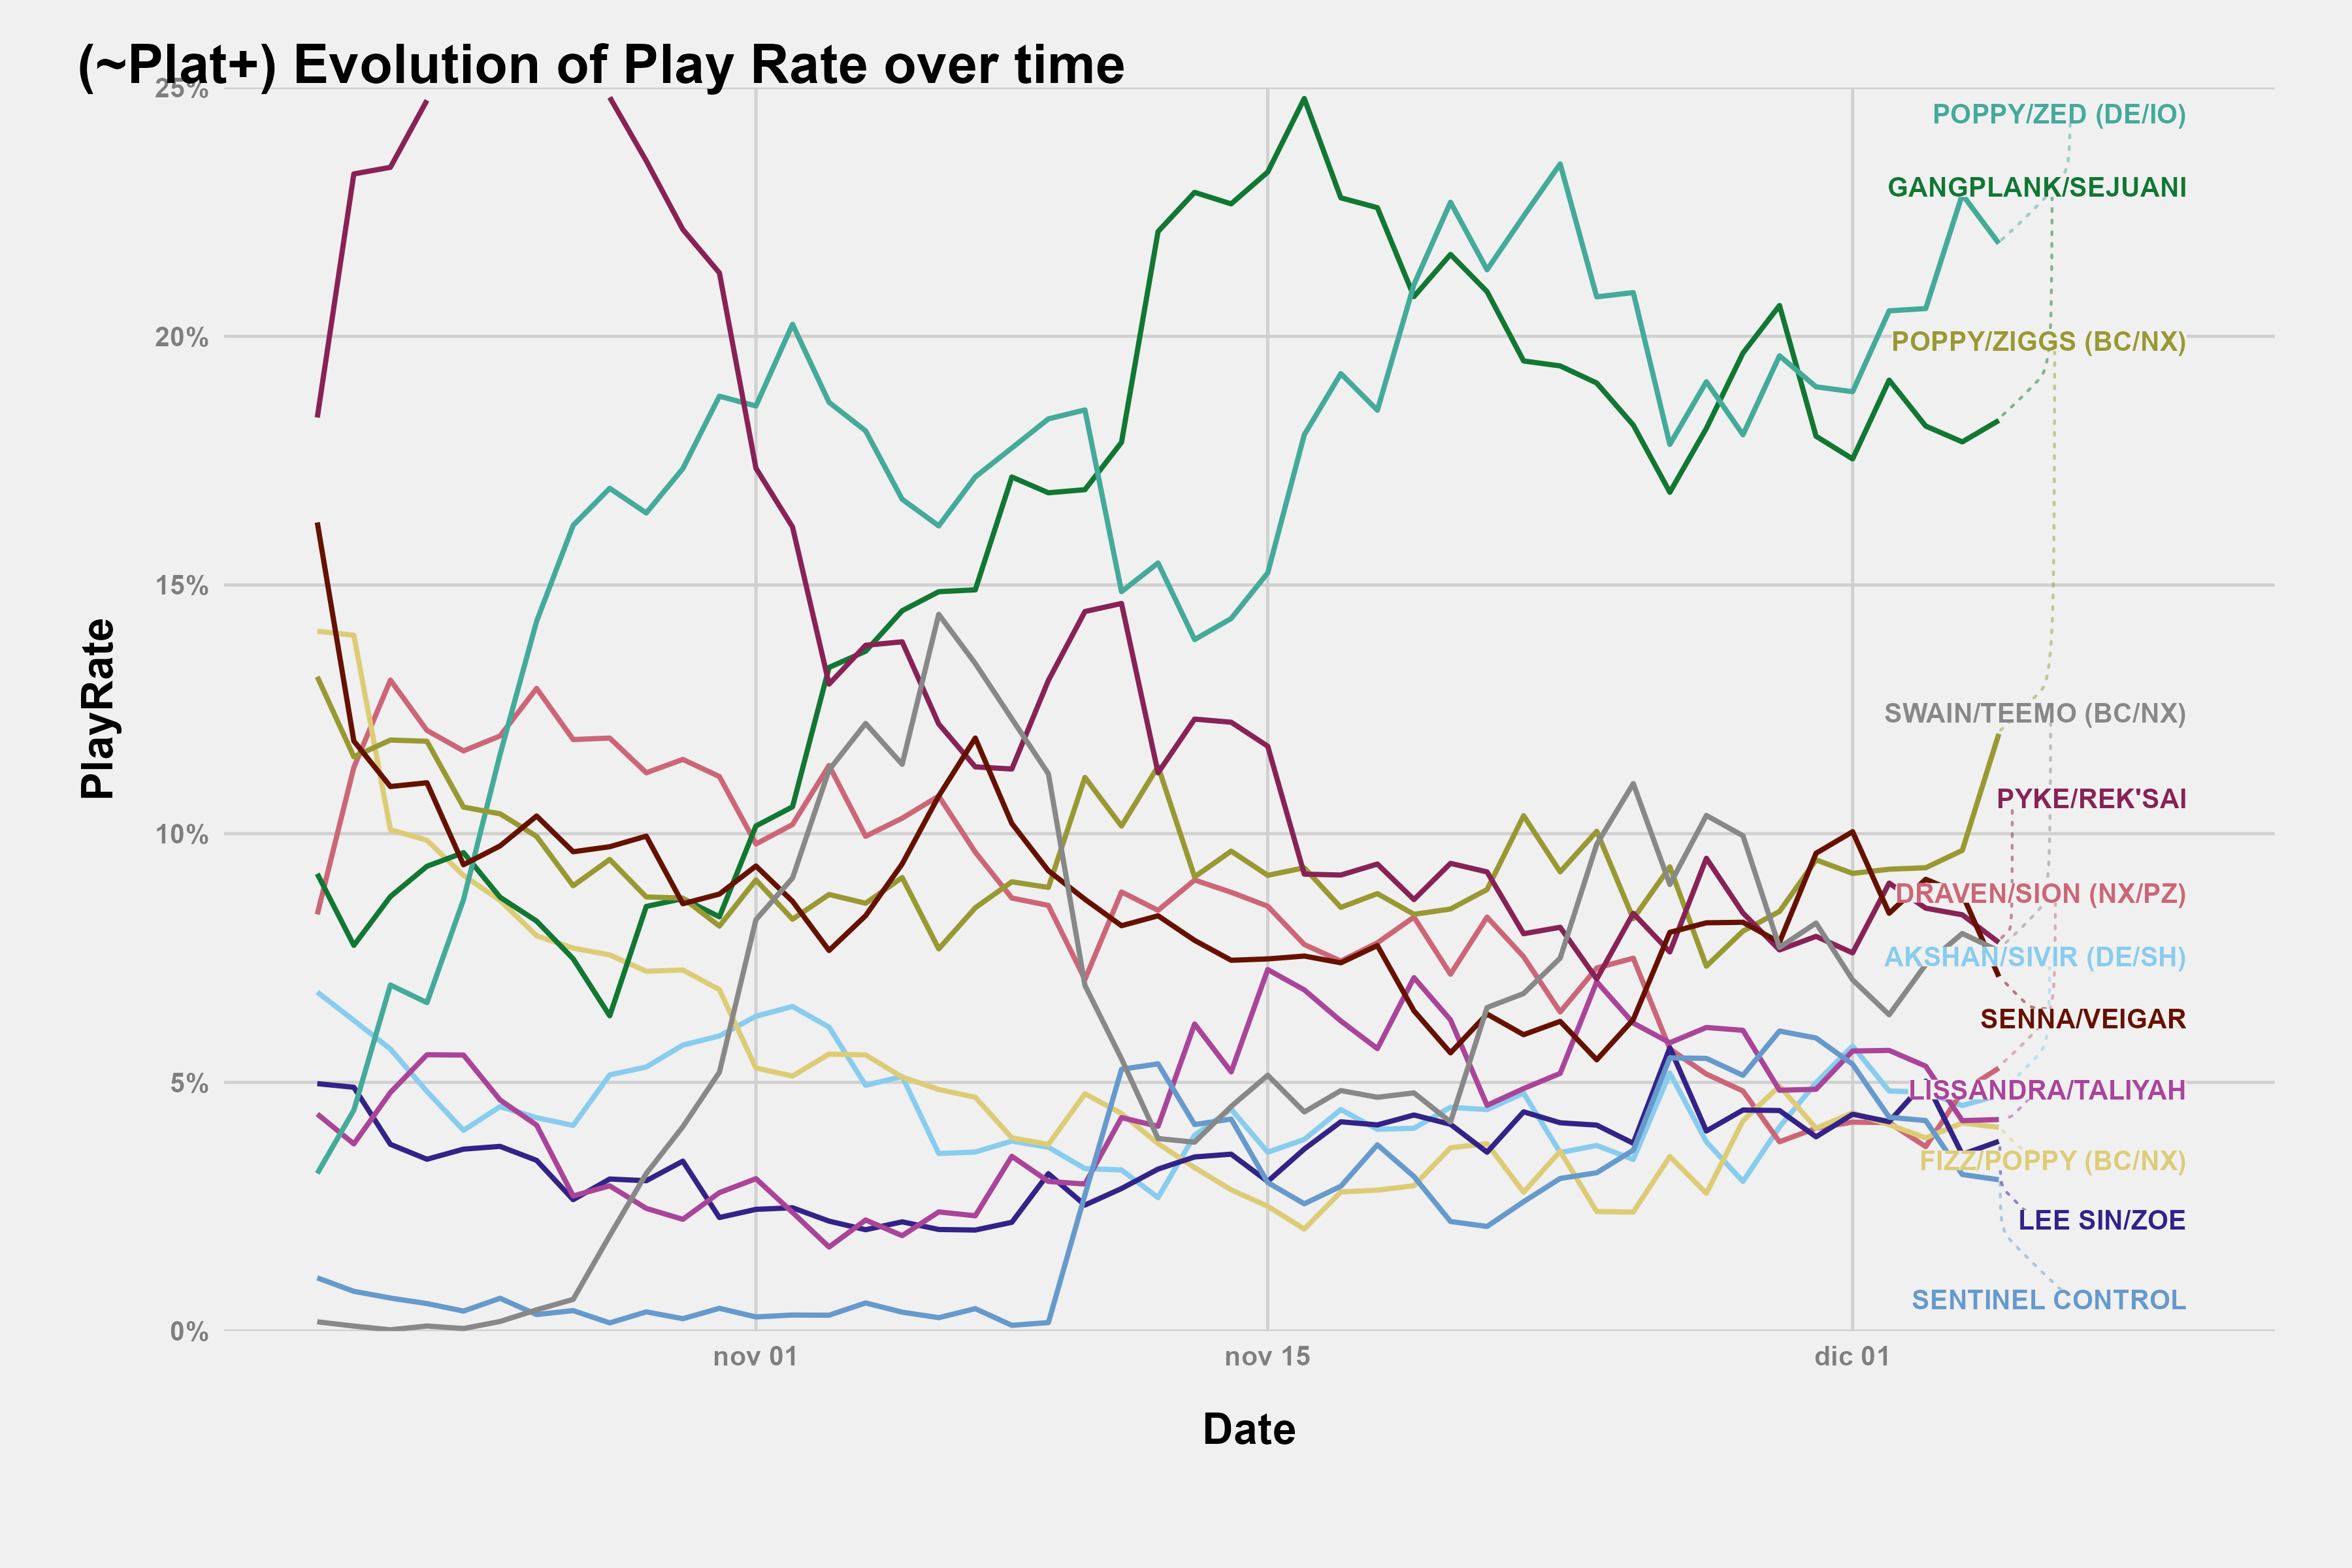 (~Plat+) Evolution of Play Rate over time
PlayRate
25%
20%
15%
10%
5%
0%
POPPY/ZED (DE/IO)
GANGPLANK/SEJUANI
POPPY/ZIGGS (BC/NX)
SWAIN/TEEMO (BC/NX)
PYKE/REK'SAI
DRAVEN/SION (NX/PZ)
AKSHAN/SIVIR (DE/SH)
SENNA/VEIGAR
LISSANDRA/TALIYAH
FIZZ/POPPY (BC/NX)
LEE SIN/ZOE
SENTINEL CONTROL
nov 01
nov 15
dic 01
Date